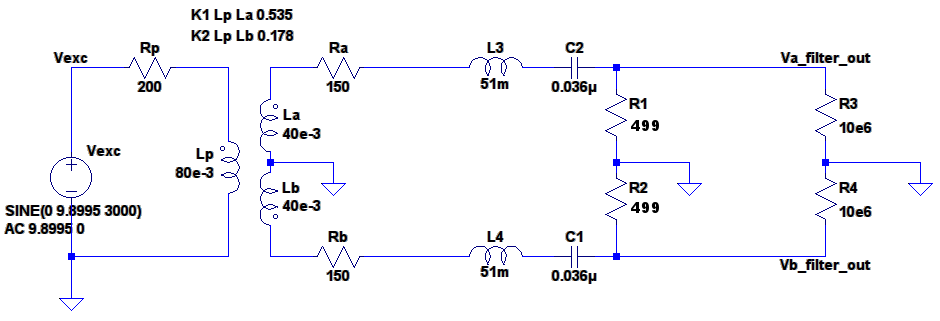 K1 Lp La 0.535
K2 Lp Lb 0.178
Vexc
Rp
200
Ra
150
L3
51m
C2
0.036µ
Va_filter_out
R1
499
R3
10e6
La
40e-3
Vexc
Lp
80e-3
Lb
40e-3
R2
499
R4
10e6
SINE(0 9.8995 3000)
AC 9.8995 0
Rb
150
L4
51m
C1
0.036µ
Vb_filter_out